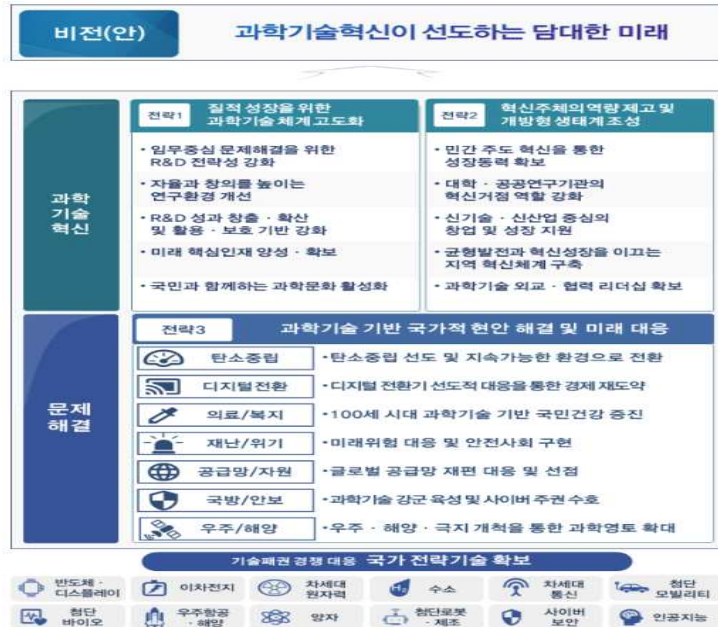 비전(안)
과학기술혁신이 선도하는 담대한 미래
과학
기술
혁신
전략1
질적 성장을 위한
과학기술 체계 고도화
· 임무중심 문제해결을 위한
R&D 전략성 강화
· 자율과 창의를 높이는
연구환경 개선
· R&D 성과 창출 · 확산
및 활용 · 보호 기반 강화
· 미래 핵심인재 양성 · 확보
· 국민과 함께하는 과학문화 활성화
전략2
혁신주체의 역량 제고 및
개방형 생태계 조성
· 민간 주도 혁신을 통한
성장동력 확보
· 대학 · 공공연구기관의
혁신거점 역할 강화
· 신기술 · 신산업 중심의
창업 및 성장 지원
· 균형발전과 혁신성장을 이끄는
지역 혁신체계 구축
· 과학기술 외교 · 협력 리더십 확보
문제
해결
전략3
과학기술 기반 국가적 현안 해결 및 미래 대응
탄소중립 ·탄소중립 선도 및 지속가능한 환경으로 전환
디지털전환 ·디지털 전환기 선도적 대응을 통한 경제 재도약
의료/복지 ·100세 시대 과학기술 기반 국민건강 증진
재난/위기 ·미래위험 대응 및 안전사회 구현
공급망/자원 ·글로벌 공급망 재편 대응 및 선점
국방/안보 ·과학기술 강군 육성 및 사이버 주권 수호
우주/해양 ·우주 · 해양 · 극지 개척을 통한 과학영토 확대
기술패권 경쟁 대응 국가 전략기술 확보
반도체 ·
디스플레이
이차전지
차세대
원자력
H₂
수소
차세대
통신
첨단
모빌리티
첨단
바이오
우주항공
· 해양
양자
첨단로봇
· 제조
사이버
보안
인공지능